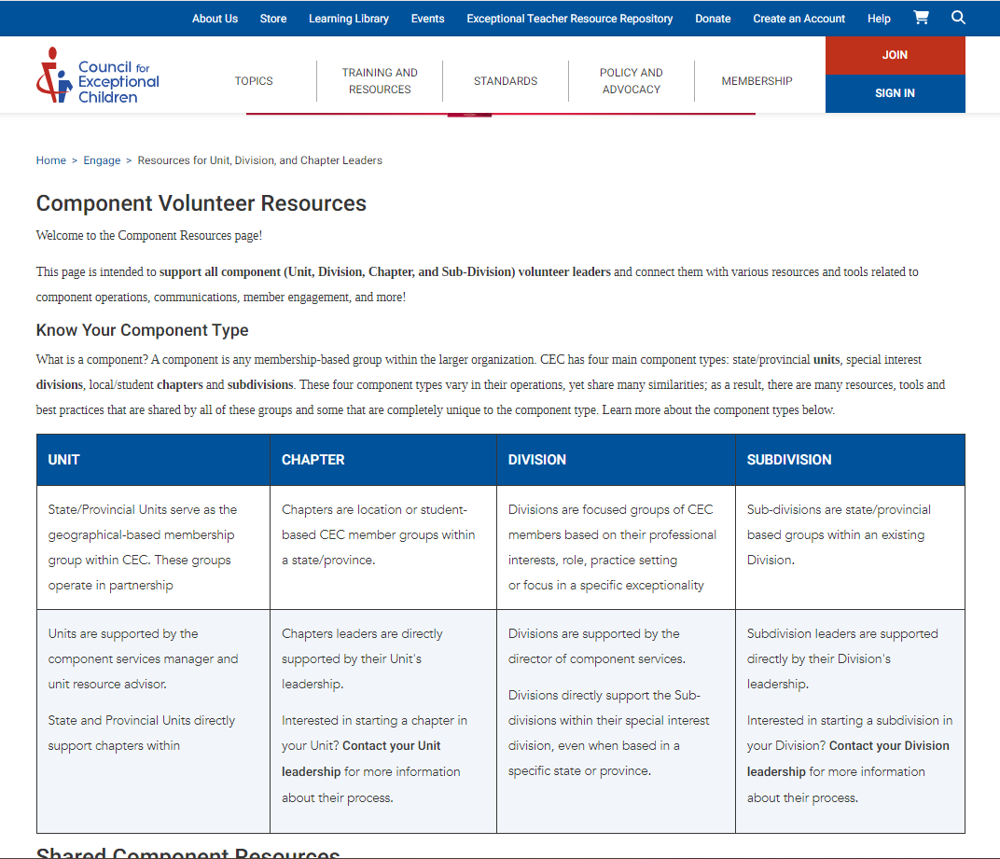 About Us Store Learning Library Events Exceptional Teacher Resource Repository Donate Create an Account Help
Council for
Exceptional
Children
TOPICS
TRAINING AND
RESOURCES
STANDARDS
POLICY AND
ADVOCACY
MEMBERSHIP
JOIN
SIGN IN
Home > Engage > Resources for Unit, Division, and Chapter Leaders
Component Volunteer Resources
Welcome to the Component Resources page!
This page is intended to support all component (Unit, Division, Chapter, and Sub-Division) volunteer leaders and connect them with various resources and tools related to
component operations, communications, member engagement, and more!
Know Your Component Type
What is a component? A component is any membership-based group within the larger organization. CEC has four main component types: state/provincial units, special interest
divisions, local/student chapters and subdivisions. These four component types vary in their operations, yet share many similarities; as a result, there are many resources, tools and
best practices that are shared by all of these groups and some that are completely unique to the component type. Learn more about the component types below.
UNIT
CHAPTER
DIVISION
SUBDIVISION
State/Provincial Units serve as the
geographical-based membership
group within CEC. These groups
operate in partnership
Chapters are location or student-
based CEC member groups within
a state/province.
Divisions are focused groups of CEC
members based on their professional
interests, role, practice setting
or focus in a specific exceptionality
Sub-divisions are state/provincial
based groups within an existing
Division.
Units are supported by the
component services manager and
unit resource advisor.
State and Provincial Units directly
support chapters within
Chapters leaders are directly
supported by their Unit's
leadership.
Interested in starting a chapter in
your Unit? Contact your Unit
leadership for more information
about their process.
Divisions are supported by the
director of component services.
Divisions directly support the Sub-
divisions within their special interest
division, even when based in a
specific state or province.
Subdivision leaders are supported
directly by their Division's
leadership.
Interested in starting a subdivision in
your Division? Contact your Division
leadership for more information
about their process.
Shared Component Resources